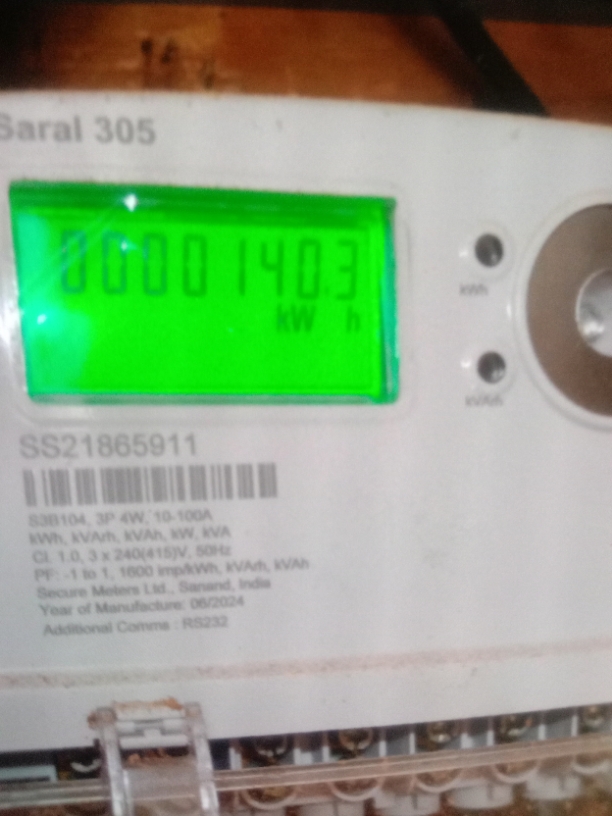 Saral 305
0000140.3
kW h
kWh
kVArh
SS21865911
S3B104, 3P 4W, 10-100A
kWh, kVArh, kVAh, kW, kVA
Cl. 1.0, 3 x 240(415)V, 50Hz
PF: -1 to 1, 1600 imp/kWh, kVArh, kVAh
Secure Meters Ltd., Sanand, India
Year of Manufacture: 06/2024
Additional Comms : RS232